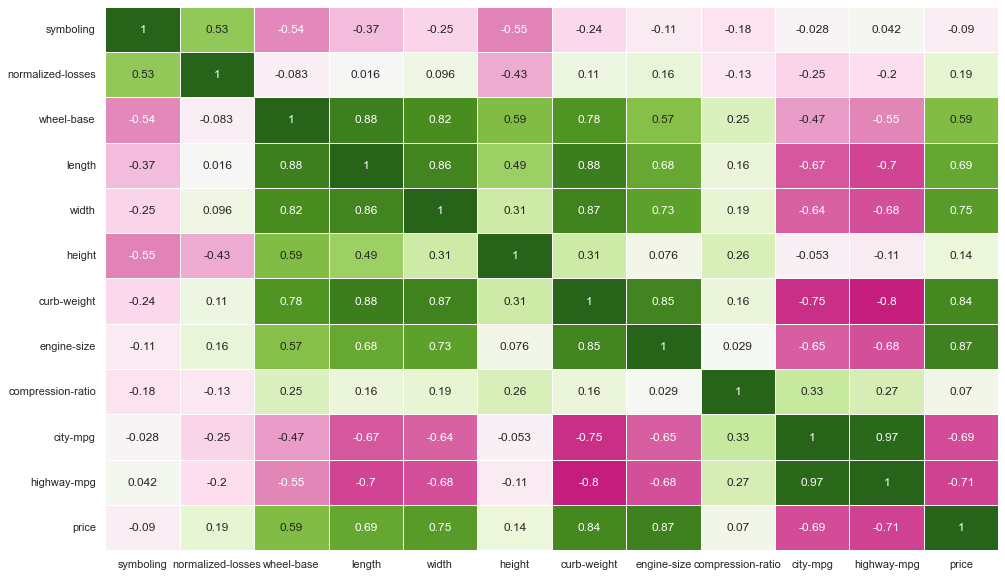 symboling 1 0.53 -0.54 -0.37 -0.25 -0.55 -0.24 -0.11 -0.18 -0.028 0.042 -0.09
normalized-losses 0.53 1 -0.083 0.016 0.096 -0.43 0.11 0.16 -0.13 -0.25 -0.2 0.19
wheel-base -0.54 -0.083 1 0.88 0.82 0.59 0.78 0.57 0.25 -0.47 -0.55 0.59
length -0.37 0.016 0.88 1 0.86 0.49 0.88 0.68 0.16 -0.67 -0.7 0.69
width -0.25 0.096 0.82 0.86 1 0.31 0.87 0.73 0.19 -0.64 -0.68 0.75
height -0.55 -0.43 0.59 0.49 0.31 1 0.31 0.076 0.26 -0.053 -0.11 0.14
curb-weight -0.24 0.11 0.78 0.88 0.87 0.31 1 0.85 0.16 -0.75 -0.8 0.84
engine-size -0.11 0.16 0.57 0.68 0.73 0.076 0.85 1 0.029 -0.65 -0.68 0.87
compression-ratio -0.18 -0.13 0.25 0.16 0.19 0.26 0.16 0.029 1 0.33 0.27 0.07
city-mpg -0.028 -0.25 -0.47 -0.67 -0.64 -0.053 -0.75 -0.65 0.33 1 0.97 -0.69
highway-mpg 0.042 -0.2 -0.55 -0.7 -0.68 -0.11 -0.8 -0.68 0.27 0.97 1 -0.71
price -0.09 0.19 0.59 0.69 0.75 0.14 0.84 0.87 0.07 -0.69 -0.71 1
symboling normalized-losses wheel-base length width height curb-weight engine-size compression-ratio city-mpg highway-mpg price